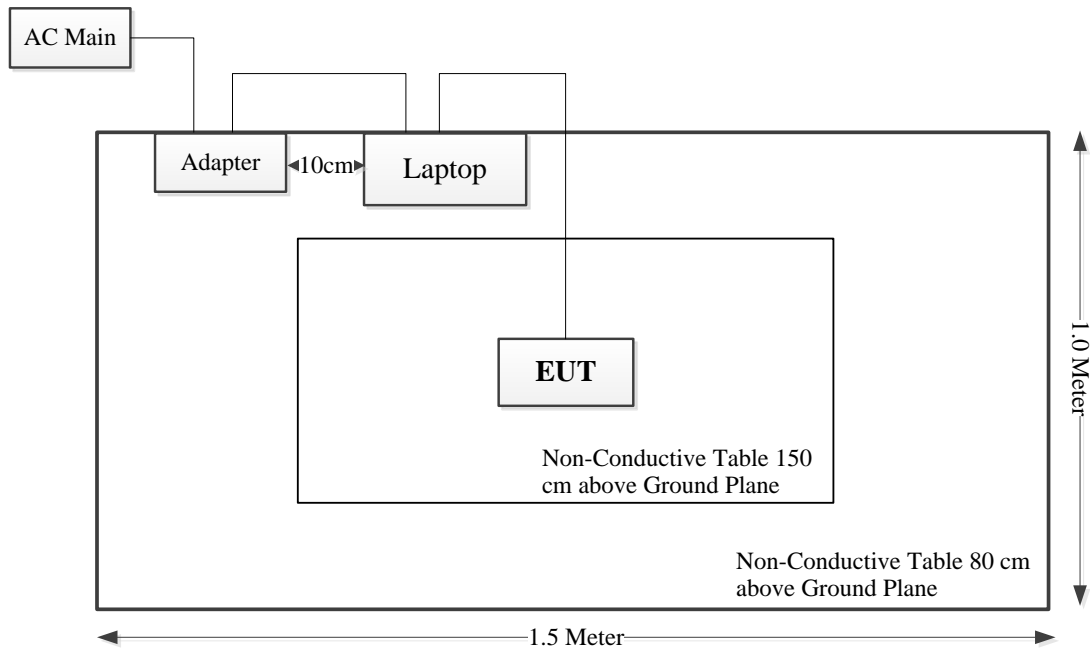 AC Main
Adapter
10cm
Laptop
EUT
Non-Conductive Table 150
cm above Ground Plane
Non-Conductive Table 80 cm
above Ground Plane
1.0 Meter
1.5 Meter